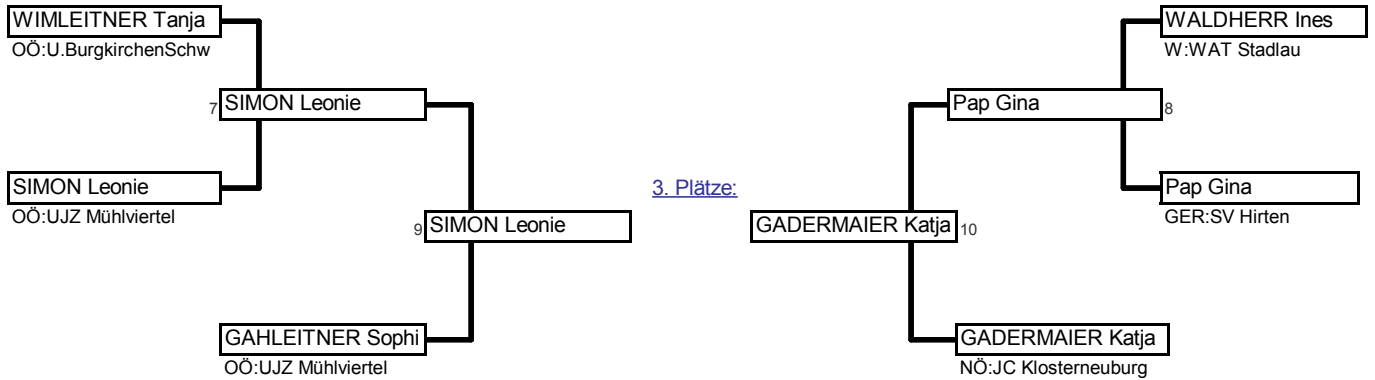 WIMLEITNER Tanja
OÖ:U.BurgkirchenSchw
7 SIMON Leonie
SIMON Leonie
OÖ:UJZ Mühlviertel
9 SIMON Leonie
GAHLEITNER Sophi
OÖ:UJZ Mühlviertel
3. Plätze:
WALDHERR Ines
W:WAT Stadlau
Pap Gina 8
Pap Gina
GER:SV Hirten
GADERMAIER Katja 10
GADERMAIER Katja
NÖ:JC Klosterneuburg